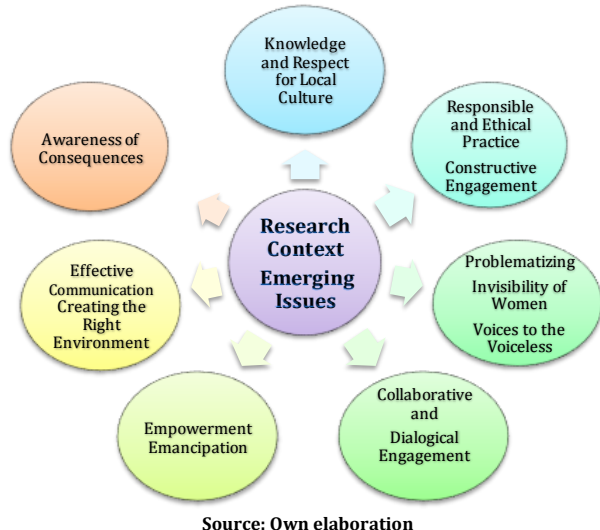 Knowledge
and Respect
for Local
Culture
Responsible
and Ethical
Practice
Constructive
Engagement
Problematizing
Invisibility of
Women
Voices to the
Voiceless
Collaborative
and
Dialogical
Engagement
Empowerment
Emancipation
Effective
Communication
Creating the
Right
Environment
Awareness of
Consequences
Research
Context
Emerging
Issues
Source: Own elaboration